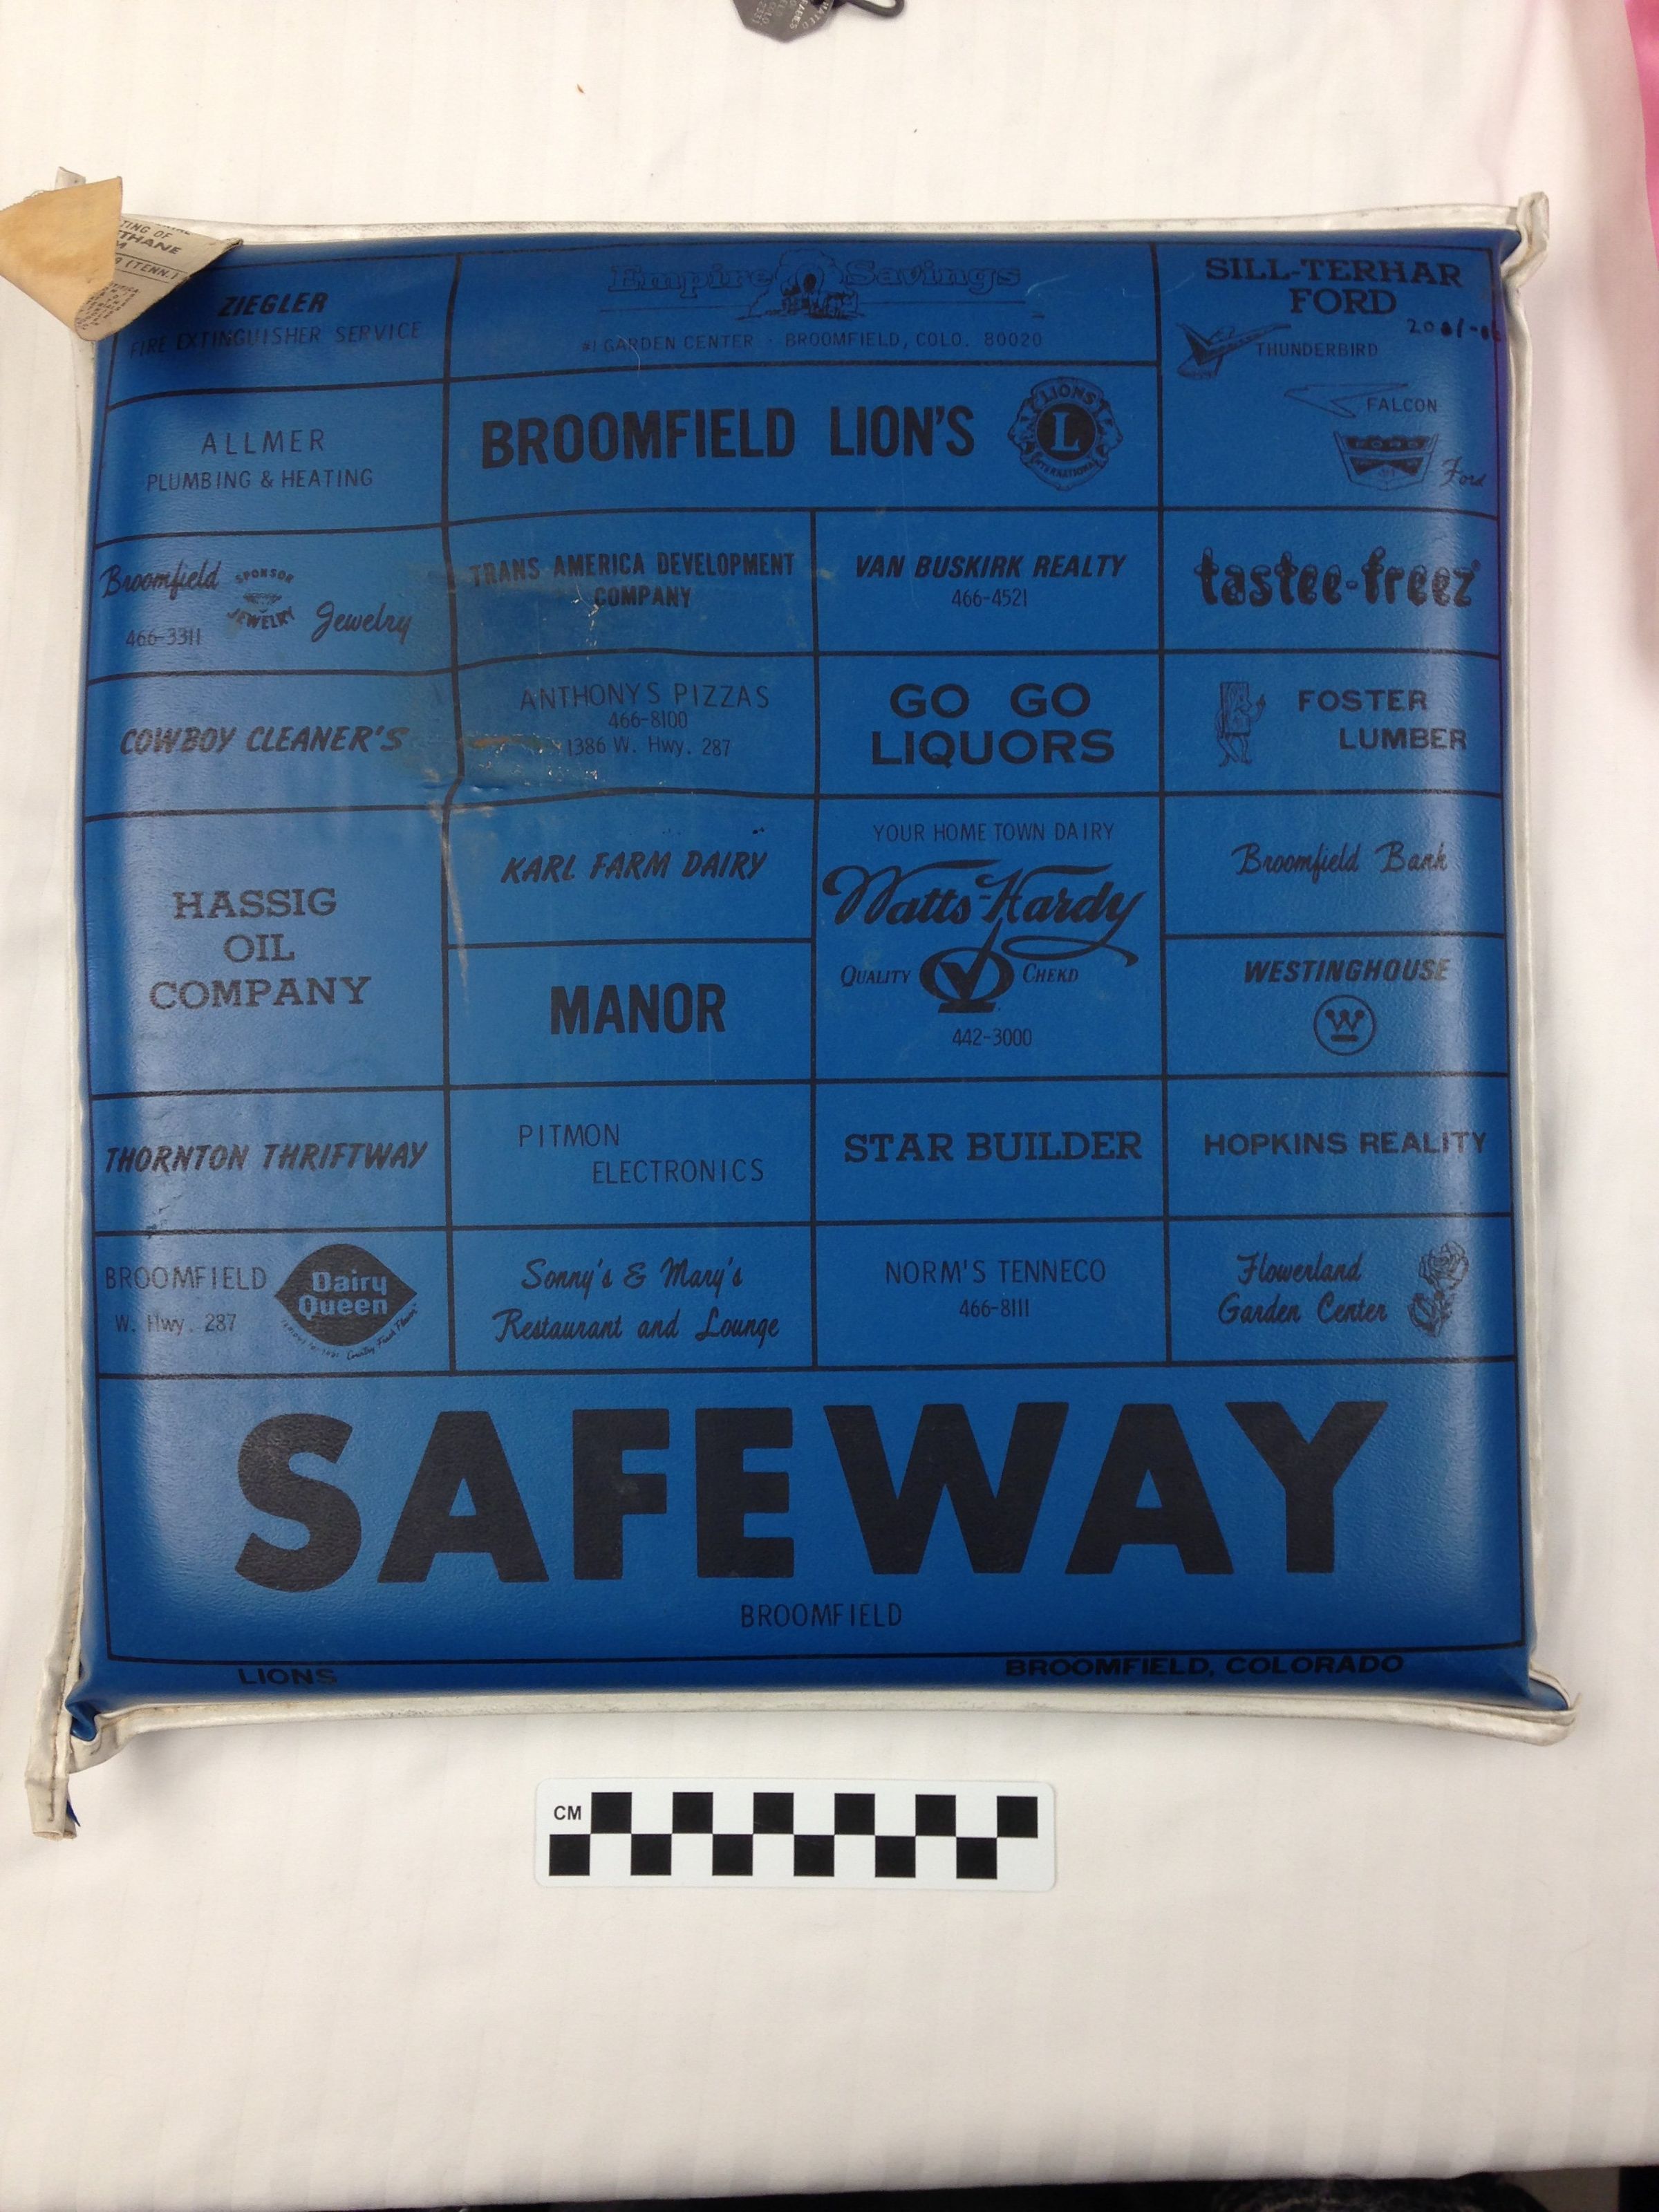 ZIEGLER
FIRE EXTINGUISHER SERVICE
Empire Savings
#1 GARDEN CENTER - BROOMFIELD, COLO. 80020
SILL-TERHAR
FORD
THUNDERBIRD
FALCON
FORD
Ford
ALLMER
PLUMBING & HEATING
BROOMFIELD LION'S
LIONS
L
INTERNATIONAL
Broomfield
SPONSOR
JEWELRY
Jewelry
466-3311
TRANS AMERICA DEVELOPMENT
COMPANY
VAN BUSKIRK REALTY
466-4521
tastee-freez
COWBOY CLEANER'S
ANTHONY'S PIZZAS
466-8100
1386 W. Hwy. 287
GO GO
LIQUORS
FOSTER
LUMBER
HASSIG
OIL
COMPANY
KARL FARM DAIRY
MANOR
YOUR HOME TOWN DAIRY
Watts-Hardy
QUALITY CHEKD
442-3000
Broomfield Bank
WESTINGHOUSE
W
THORNTON THRIFTWAY
PITMON
ELECTRONICS
STAR BUILDER
HOPKINS REALITY
BROOMFIELD
W. Hwy. 287
Dairy
Queen
Sonny's & Mary's
Restaurant and Lounge
NORM'S TENNECO
466-8111
Flowerland
Garden Center
SAFEWAY
BROOMFIELD
LIONS
BROOMFIELD, COLORADO
CM